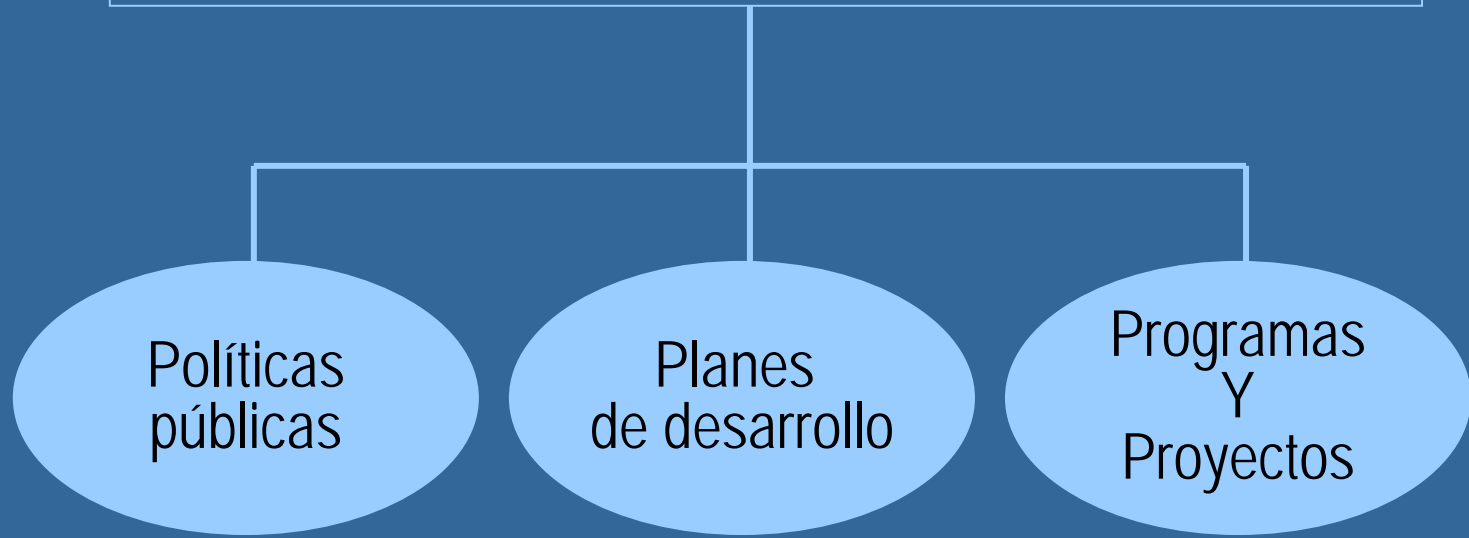 Políticas
públicas
Planes
de desarrollo
Programas
Y
Proyectos